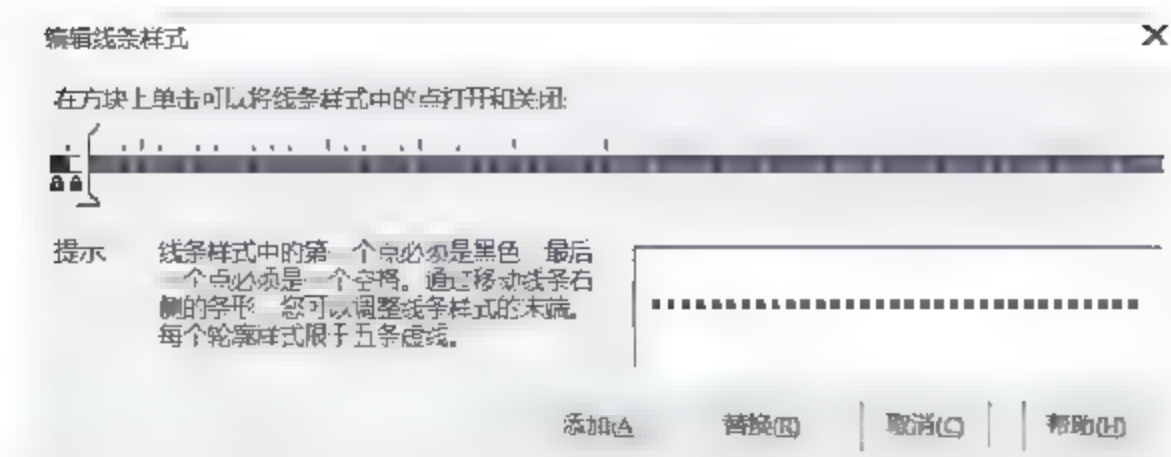 编辑线条样式
在方块上单击可以将线条样式中的点打开和关闭:
提示
线条样式中的第一个点必须是黑色 最后
一个点必须是一个空格。通过移动线条右
侧的条形 您可以调整线条样式的末端。
每个轮廓样式限于五条虚线。
添加(A
替换(R)
取消(C)
帮助(H)